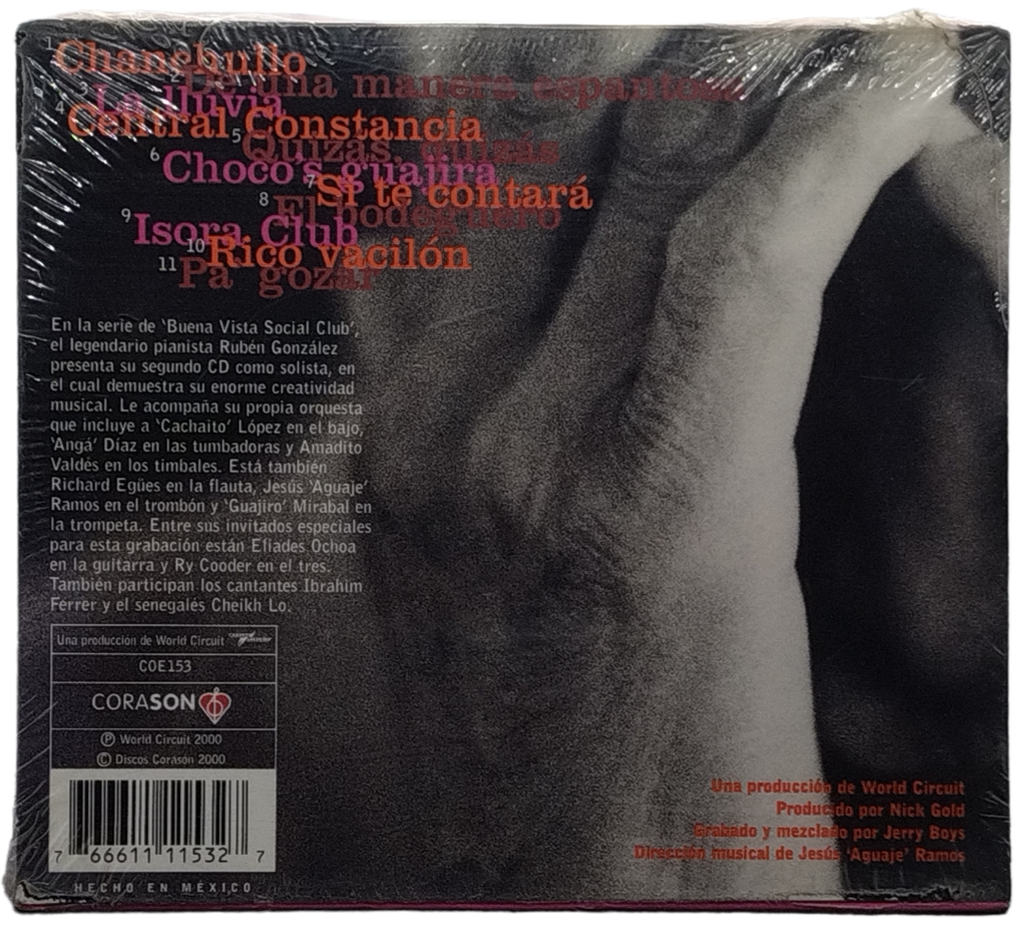 1 Chanchullo
2 De una manera espantosa
3 La lluvia
4 Central Constancia
5 Quizás, quizás
6 Choco's guajira
7 Si te contará
8 El bodeguero
9 Isora Club
10 Rico vacilón
11 Pa' gozar
En la serie de 'Buena Vista Social Club',
el legendario pianista Rubén González
presenta su segundo CD como solista, en
el cual demuestra su enorme creatividad
musical. Le acompaña su propia orquesta
que incluye a 'Cachaito' López en el bajo,
'Angá' Díaz en las tumbadoras y Amadito
Valdés en los timbales. Está también
Richard Egües en la flauta, Jesús 'Aguaje'
Ramos en el trombón y 'Guajiro' Mirabal en
la trompeta. Entre sus invitados especiales
para esta grabación están Eliades Ochoa
en la guitarra y Ry Cooder en el tres.
También participan los cantantes Ibrahim
Ferrer y el senegalés Cheikh Lo.
Una producción de World Circuit
COE153
CORASON
Ⓟ World Circuit 2000
© Discos Corason 2000
7 66611 11532 7
HECHO EN MÉXICO
Una producción de World Circuit
Producido por Nick Gold
Grabado y mezclado por Jerry Boys
Dirección musical de Jesús 'Aguaje' Ramos